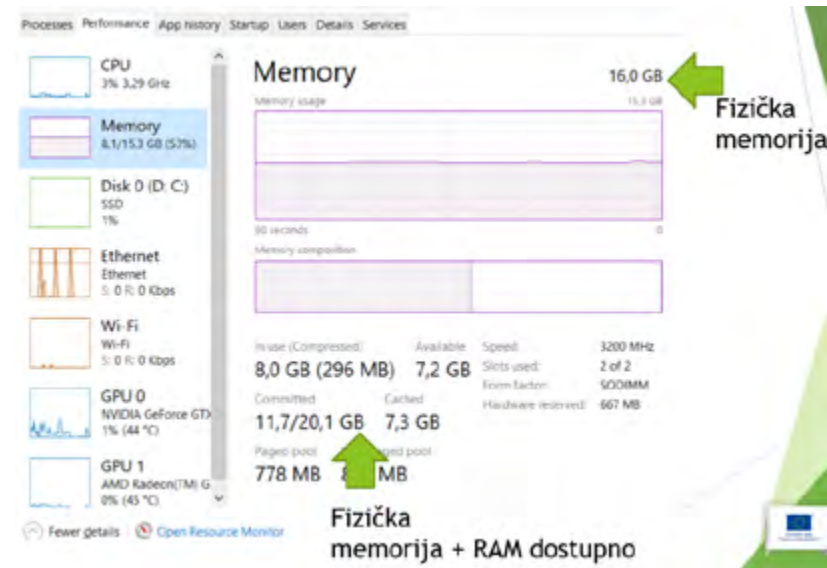 Processes Performance App history Startup Users Details Services
CPU
3% 3,29 GHz
Memory
8,1/15,3 GB (53%)
Disk 0 (D: C:)
SSD
1%
Ethernet
Ethernet
S: 0 R: 0 Kbps
Wi-Fi
Wi-Fi
S: 0 R: 0 Kbps
GPU 0
NVIDIA GeForce GTX
1% (44 °C)
GPU 1
AMD Radeon(TM) G
0% (45 °C)
Memory 16,0 GB
Memory usage 15,3 GB
60 seconds 0
Memory composition
In use (Compressed) Available
8,0 GB (296 MB) 7,2 GB
Committed Cached
11,7/20,1 GB 7,3 GB
Paged pool paged pool
778 MB MB
Speed: 3200 MHz
Slots used: 2 of 2
Form factor: SODIMM
Hardware reserved: 667 MB
Fewer details Open Resource Monitor
Fizička
memorija
Fizička
memorija + RAM dostupno